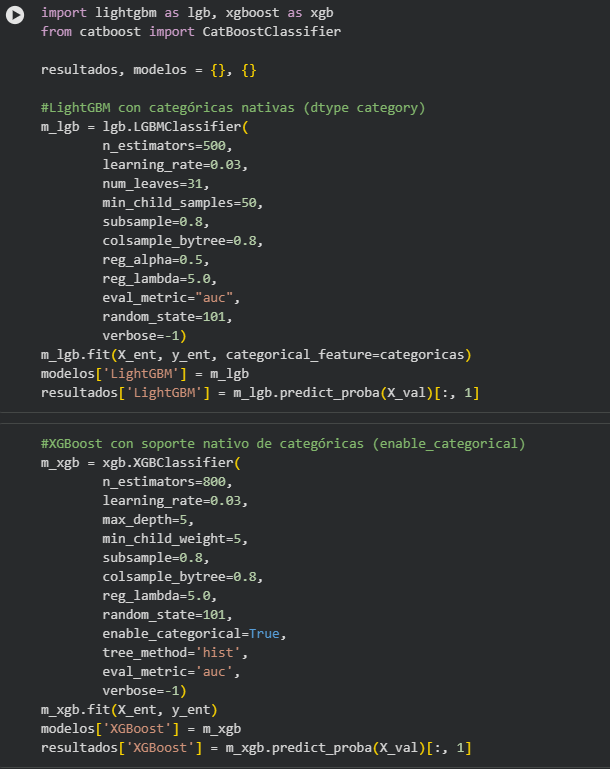 import lightgbm as lgb, xgboost as xgb
from catboost import CatBoostClassifier
resultados, modelos = {}, {}
#LightGBM con categóricas nativas (dtype category)
m_lgb = lgb.LGBMClassifier(
        n_estimators=500,
        learning_rate=0.03,
        num_leaves=31,
        min_child_samples=50,
        subsample=0.8,
        colsample_bytree=0.8,
        reg_alpha=0.5,
        reg_lambda=5.0,
        eval_metric="auc",
        random_state=101,
        verbose=-1)
m_lgb.fit(X_ent, y_ent, categorical_feature=categoricas)
modelos['LightGBM'] = m_lgb
resultados['LightGBM'] = m_lgb.predict_proba(X_val)[:, 1]
#XGBoost con soporte nativo de categóricas (enable_categorical)
m_xgb = xgb.XGBClassifier(
        n_estimators=800,
        learning_rate=0.03,
        max_depth=5,
        min_child_weight=5,
        subsample=0.8,
        colsample_bytree=0.8,
        reg_lambda=5.0,
        random_state=101,
        enable_categorical=True,
        tree_method='hist',
        eval_metric='auc',
        verbose=-1)
m_xgb.fit(X_ent, y_ent)
modelos['XGBoost'] = m_xgb
resultados['XGBoost'] = m_xgb.predict_proba(X_val)[:, 1]